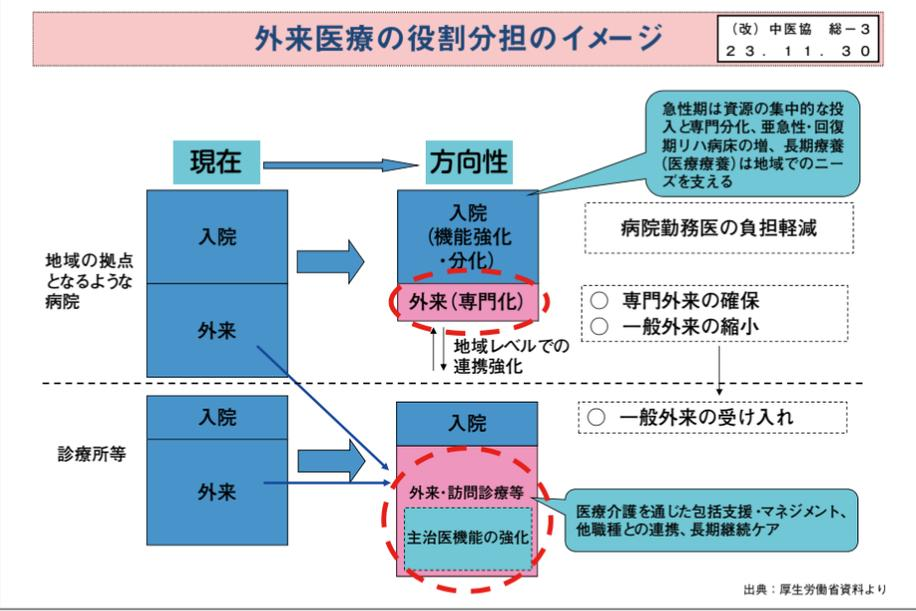 外来医療の役割分担のイメージ
（改）中医協　総－３
２３．１１．３０
現在
方向性
急性期は資源の集中的な投
入と専門分化、亜急性・回復
期リハ病床の増、長期療養
（医療療養）は地域でのニー
ズを支える
地域の拠点
となるような
病院
入院
外来
入院
（機能強化
・分化）
外来（専門化）
病院勤務医の負担軽減
○　専門外来の確保
○　一般外来の縮小
地域レベルでの
連携強化
診療所等
入院
外来
入院
外来・訪問診療等
主治医機能の強化
○　一般外来の受け入れ
医療介護を通じた包括支援・マネジメント、
他職種との連携、長期継続ケア
出典：厚生労働省資料より